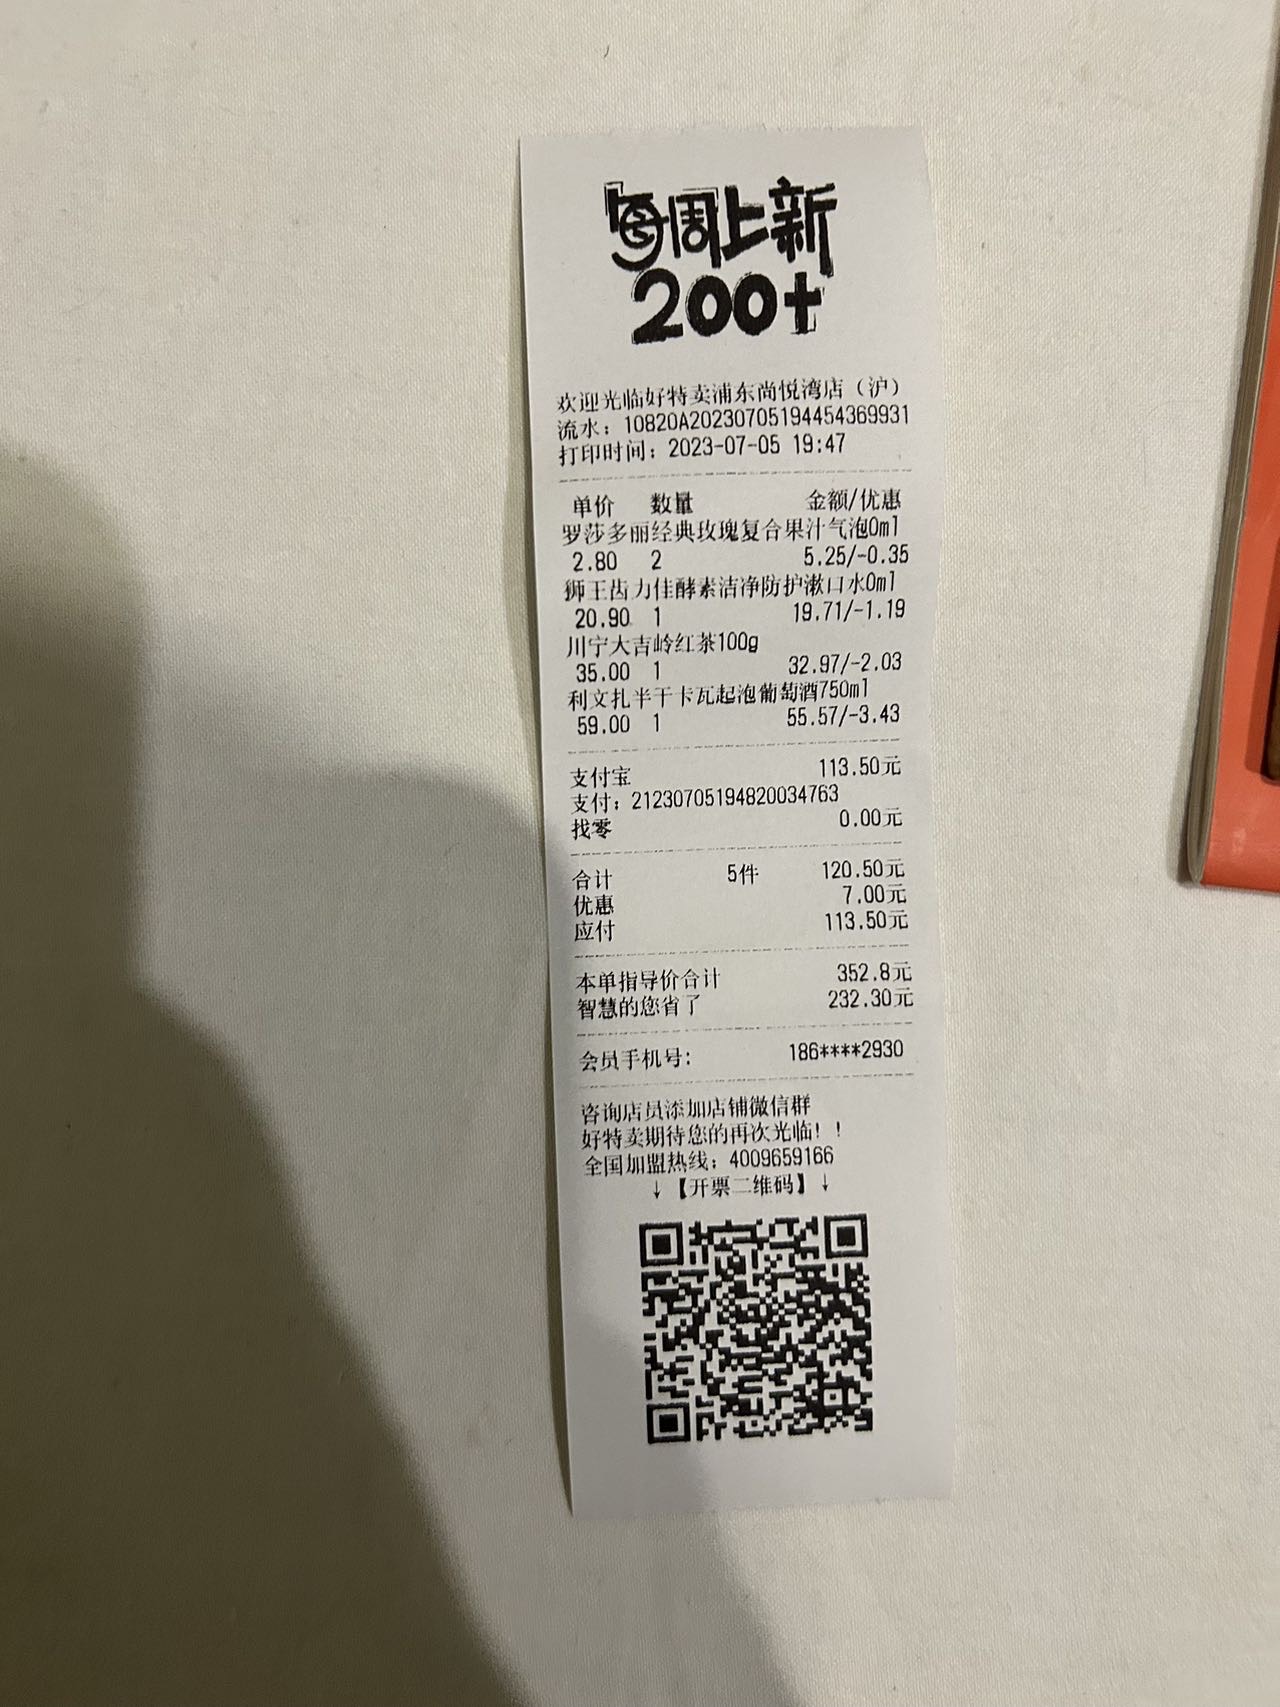 每周上新
200+
欢迎光临好特卖浦东尚悦湾店（沪）
流水：10820A20230705194454369931
打印时间：2023-07-05 19:47
单价 数量 金额/优惠
罗莎多丽经典玫瑰复合果汁气泡0ml
2.80 2 5.25/-0.35
狮王齿力佳酵素洁净防护漱口水0ml
20.90 1 19.71/-1.19
川宁大吉岭红茶100g
35.00 1 32.97/-2.03
利文扎半干卡瓦起泡葡萄酒750ml
59.00 1 55.57/-3.43
支付宝 113.50元
支付：21230705194820034763
找零 0.00元
合计 5件 120.50元
优惠 7.00元
应付 113.50元
本单指导价合计 352.8元
智慧的您省了 232.30元
会员手机号: 186****2930
咨询店员添加店铺微信群
好特卖期待您的再次光临！！
全国加盟热线：4009659166
↓【开票二维码】↓